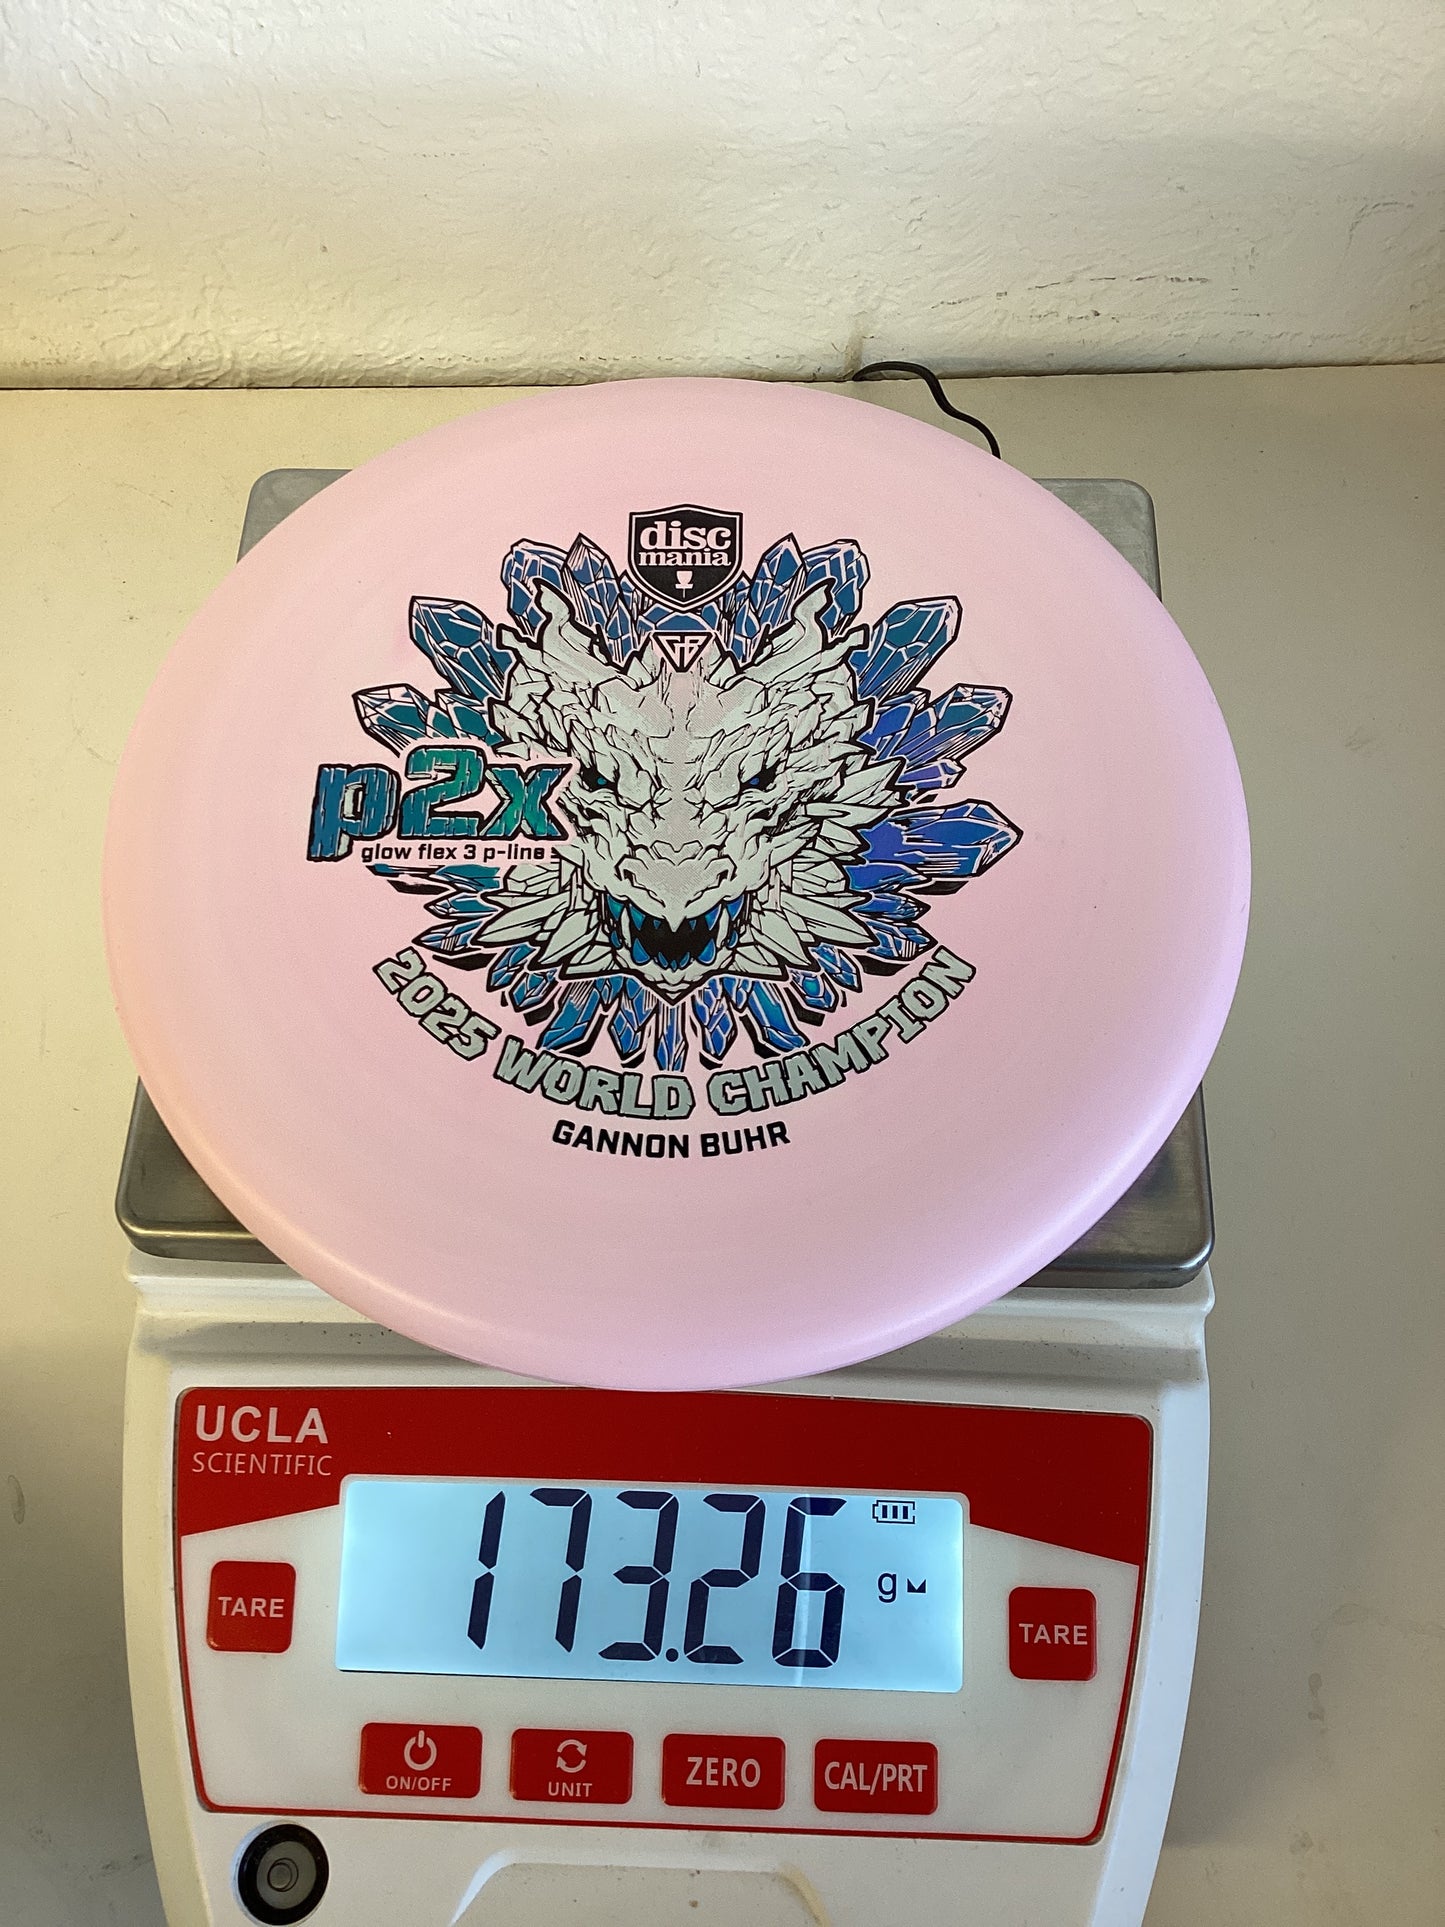 disc
mania
GB
p2x
glow flex 3 p-line
2025 WORLD CHAMPION
GANNON BUHR
UCLA
SCIENTIFIC
173.26
g
TARE
TARE
ON/OFF
UNIT
ZERO
CAL/PRT